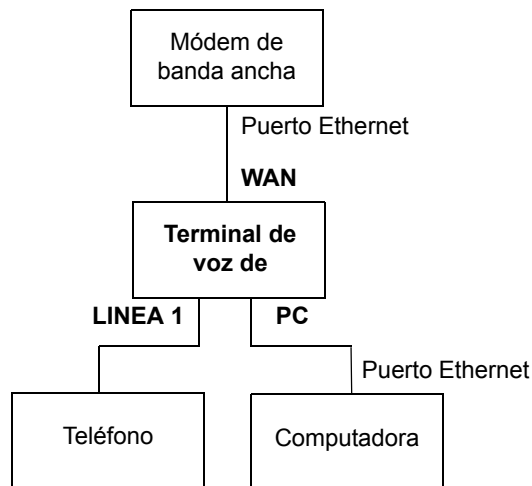 Módem de
banda ancha
Puerto Ethernet
WAN
Terminal de
voz de
LINEA 1
PC
Puerto Ethernet
Teléfono
Computadora